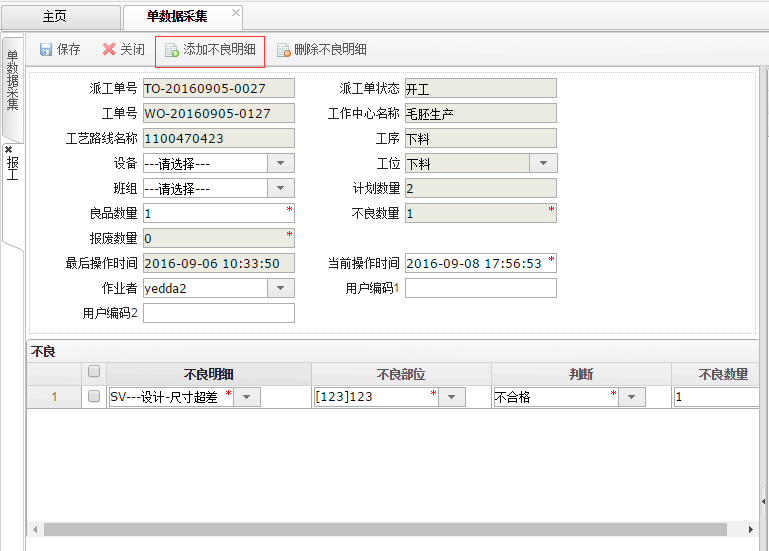 主页 单数据采集
保存 关闭 添加不良明细 删除不良明细
单数据采集
报工
派工单号 TO-20160905-0027 派工单状态 开工
工单号 WO-20160905-0127 工作中心名称 毛胚生产
工艺路线名称 1100470423 工序 下料
设备 ---请选择--- 工位 下料
班组 ---请选择--- 计划数量 2
良品数量 1 * 不良数量 1 *
报废数量 0 *
最后操作时间 2016-09-06 10:33:50 当前操作时间 2016-09-08 17:56:53 *
作业者 yedda2 用户编码1
用户编码2
不良
不良明细 不良部位 判断 不良数量
1 SV---设计-尺寸超差 * [123]123 * 不合格 * 1